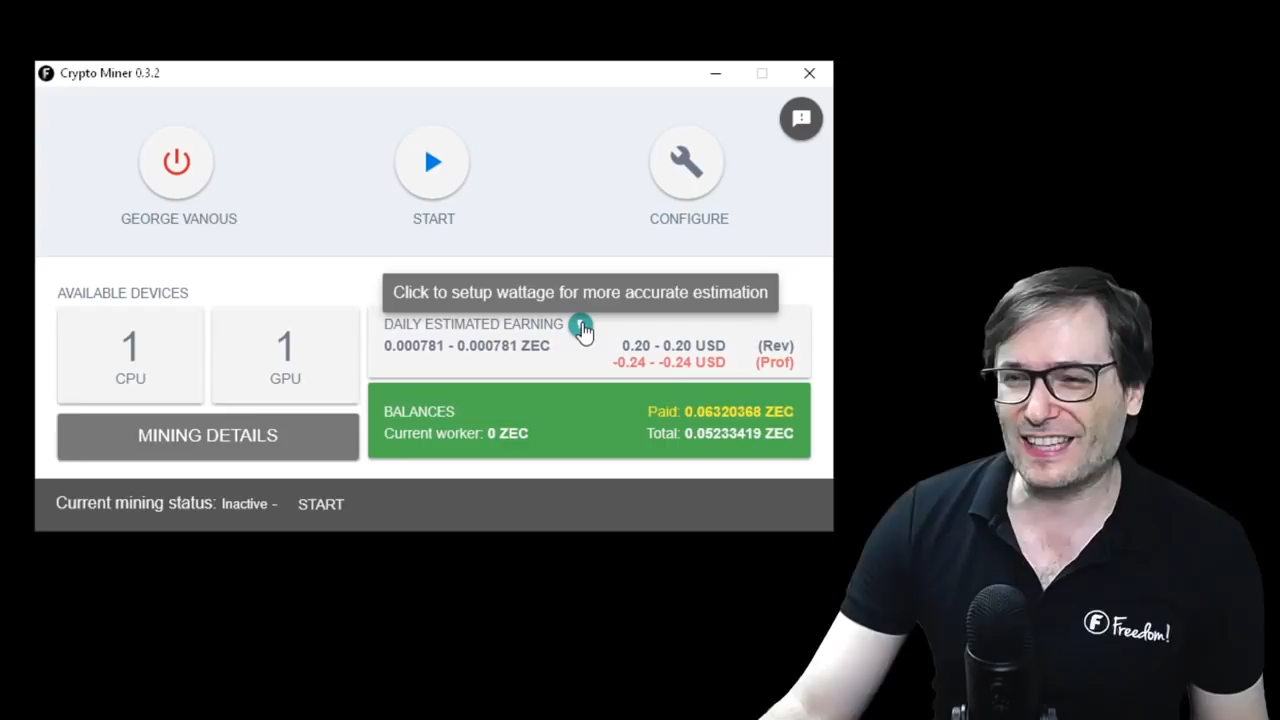 Crypto Miner 0.3.2
GEORGE VANOUS
START
CONFIGURE
AVAILABLE DEVICES
1
CPU
1
GPU
MINING DETAILS
Click to setup wattage for more accurate estimation
DAILY ESTIMATED EARNING
0.000781 - 0.000781 ZEC 0.20 - 0.20 USD (Rev)
-0.24 - -0.24 USD (Prof)
BALANCES Paid: 0.06320368 ZEC
Current worker: 0 ZEC Total: 0.05233419 ZEC
Current mining status: Inactive - START
F Freedom!